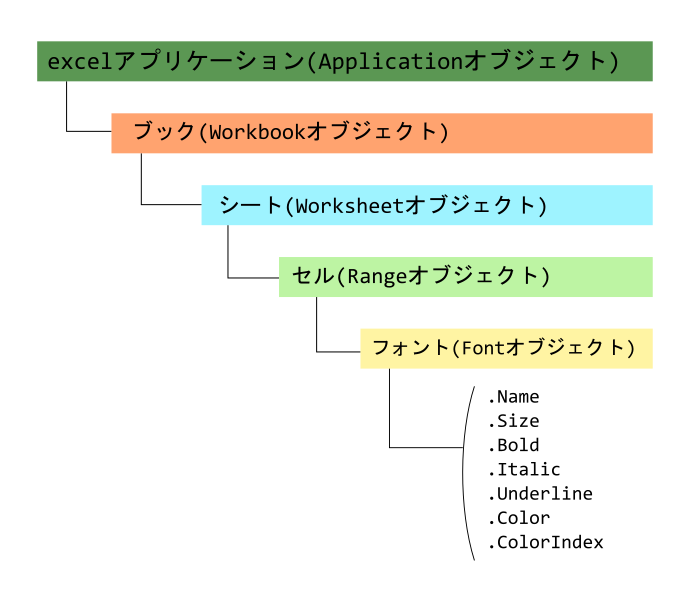 excelアプリケーション(Applicationオブジェクト)
ブック(Workbookオブジェクト)
シート(Worksheetオブジェクト)
セル(Rangeオブジェクト)
フォント(Fontオブジェクト)
.Name
.Size
.Bold
.Italic
.Underline
.Color
.ColorIndex